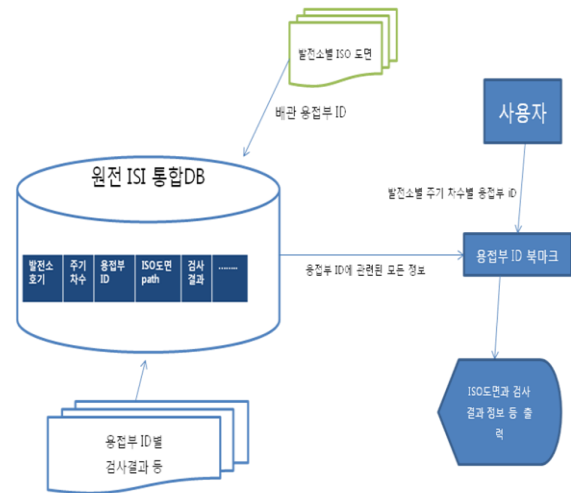 발전소별 ISO 도면
배관 용접부 ID
사용자
원전 ISI 통합DB
발전소별 주기 차수별 용접부 iD
발전소
호기
주기
차수
용접부
ID
ISO도면
path
검사
결과
........
용접부 ID에 관련된 모든 정보
용접부 ID 북마크
ISO도면과 검사
결과 정보 등 출
력
용접부 ID별
검사결과 등